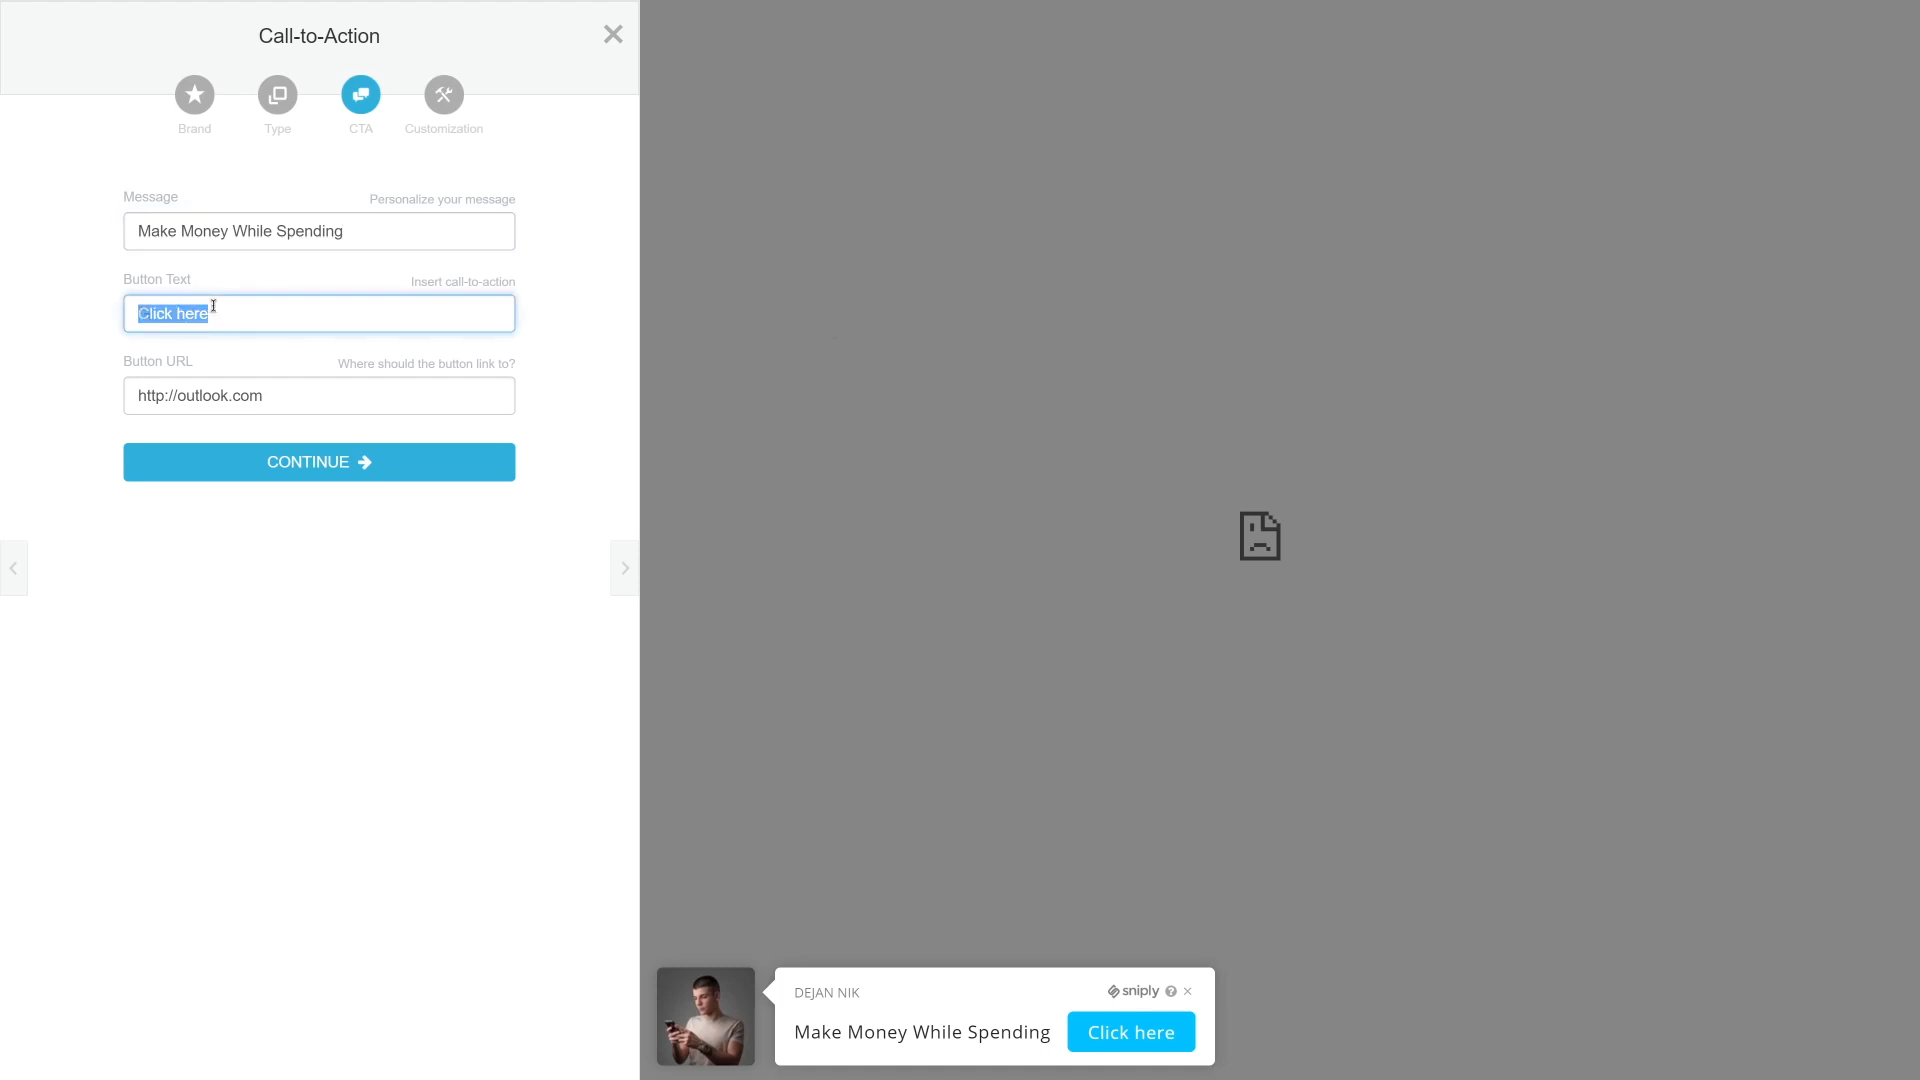 Call-to-Action
Brand
Type
CTA
Customization
Message
Personalize your message
Make Money While Spending
Button Text
Insert call-to-action
Click here
Button URL
Where should the button link to?
http://outlook.com
CONTINUE
DEJAN NIK
sniply
Make Money While Spending
Click here